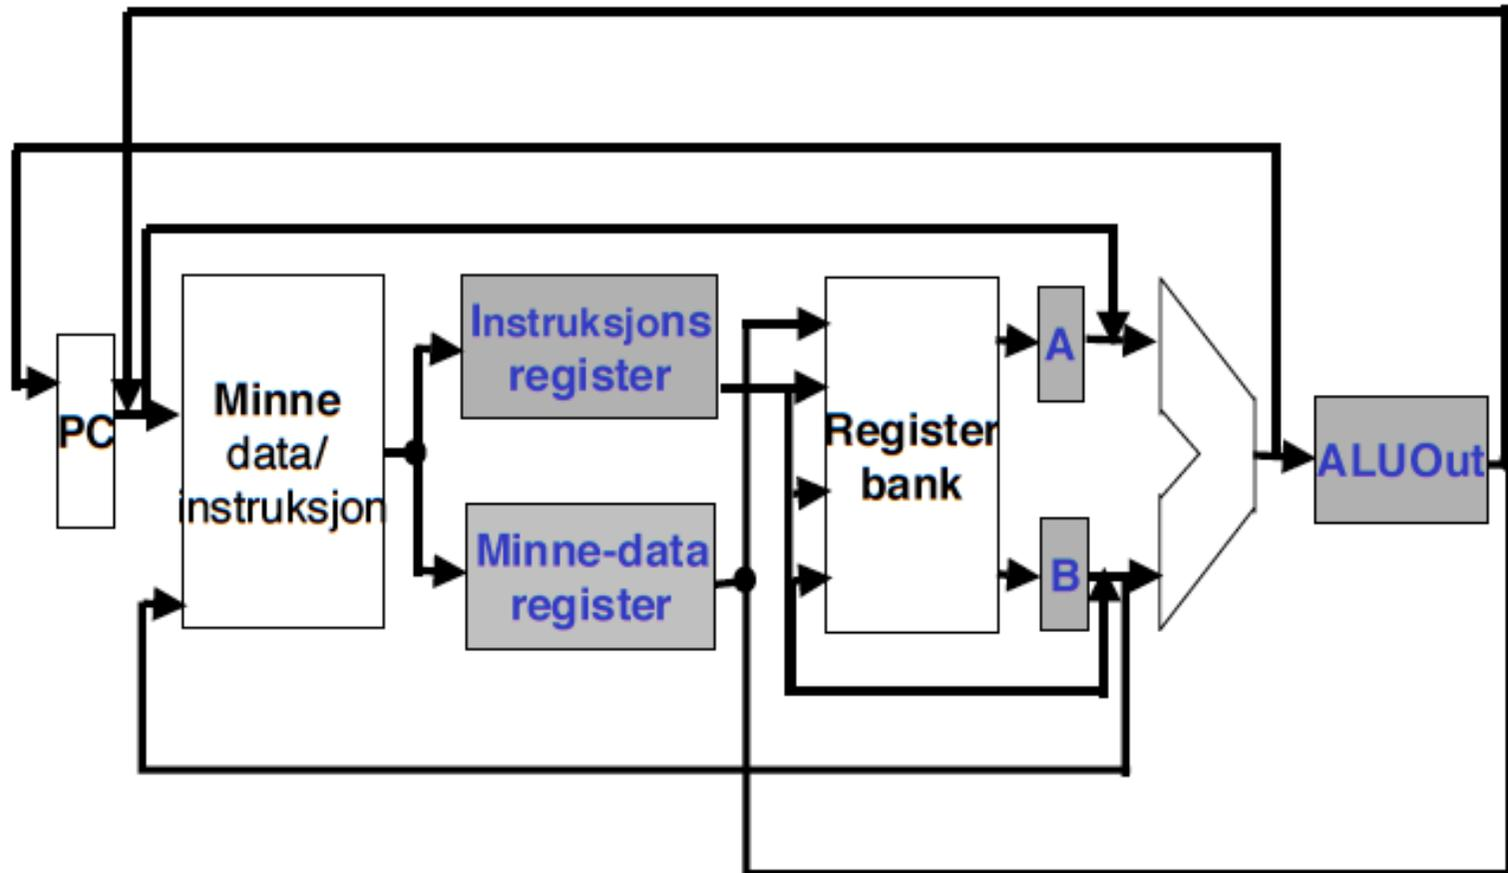 PC
Minne
data/
instruksjon
Instruksjons
register
Minne-data
register
Register
bank
A
B
ALUOut